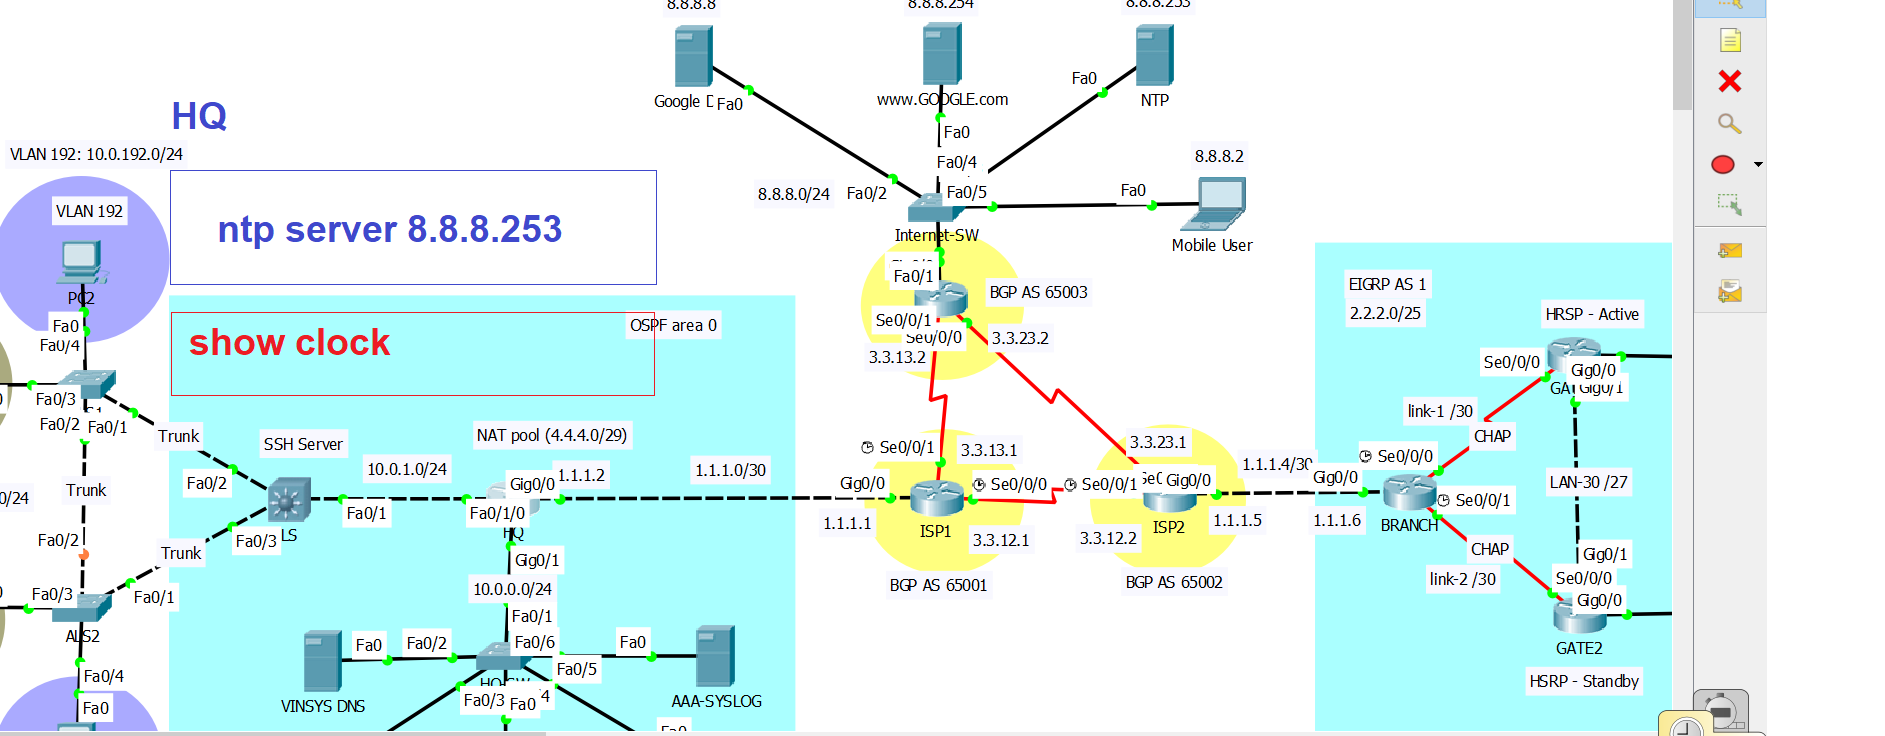 8.8.8.8
8.8.8.254
8.8.8.253
Fa0
Google
Fa0
www.GOOGLE.com
NTP
HQ
Fa0
VLAN 192: 10.0.192.0/24
Fa0/4
8.8.8.2
8.8.8.0/24
Fa0/2
Fa0/5
Fa0
VLAN 192
ntp server 8.8.8.253
Internet-SW
Mobile User
PC2
Fa0/1
BGP AS 65003
EIGRP AS 1
2.2.2.0/25
HRSP - Active
Fa0
Fa0/4
show clock
OSPF area 0
Se0/0/1
Se0/0/0
3.3.23.2
3.3.13.2
Se0/0/0
Gig0/0
Gig0/1
Fa0/3
Fa0/2
Fa0/1
link-1 /30
Trunk
SSH Server
NAT pool (4.4.4.0/29)
CHAP
Se0/0/1
3.3.13.1
3.3.23.1
Se0/0/0
10.0.1.0/24
1.1.1.2
1.1.1.0/30
1.1.1.4/30
Fa0/2
Gig0/0
Gig0/0
Se0/0/0
Se0/0/1
Gig0/0
Gig0/0
LAN-30 /27
Trunk
0/24
Se0/0/1
Fa0/1
Fa0/1/0
1.1.1.1
ISP1
ISP2
1.1.1.5
1.1.1.6
BRANCH
LS
HQ
Fa0/2
Fa0/3
3.3.12.1
3.3.12.2
CHAP
Trunk
Gig0/1
Gig0/1
BGP AS 65001
BGP AS 65002
link-2 /30
Se0/0/0
Fa0/3
Fa0/1
10.0.0.0/24
Gig0/0
Fa0/1
ALS2
Fa0
Fa0/2
Fa0/6
Fa0
GATE2
Fa0/5
Fa0/4
HSRP - Standby
VINSYS DNS
Fa0/3
Fa0
AAA-SYSLOG
Fa0
Fa0